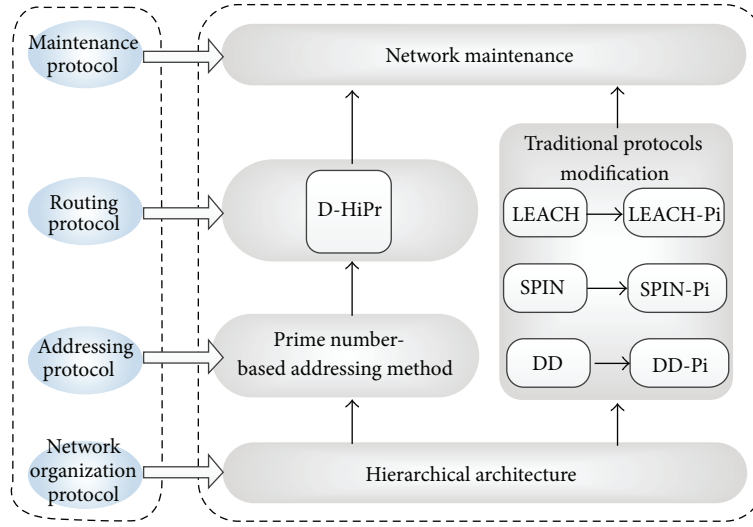 Maintenance
protocol
Network maintenance
Traditional protocols
modification
Routing
protocol
D-HiPr
LEACH
LEACH-Pi
SPIN
SPIN-Pi
Addressing
protocol
Prime number-
based addressing method
DD
DD-Pi
Network
organization
protocol
Hierarchical architecture